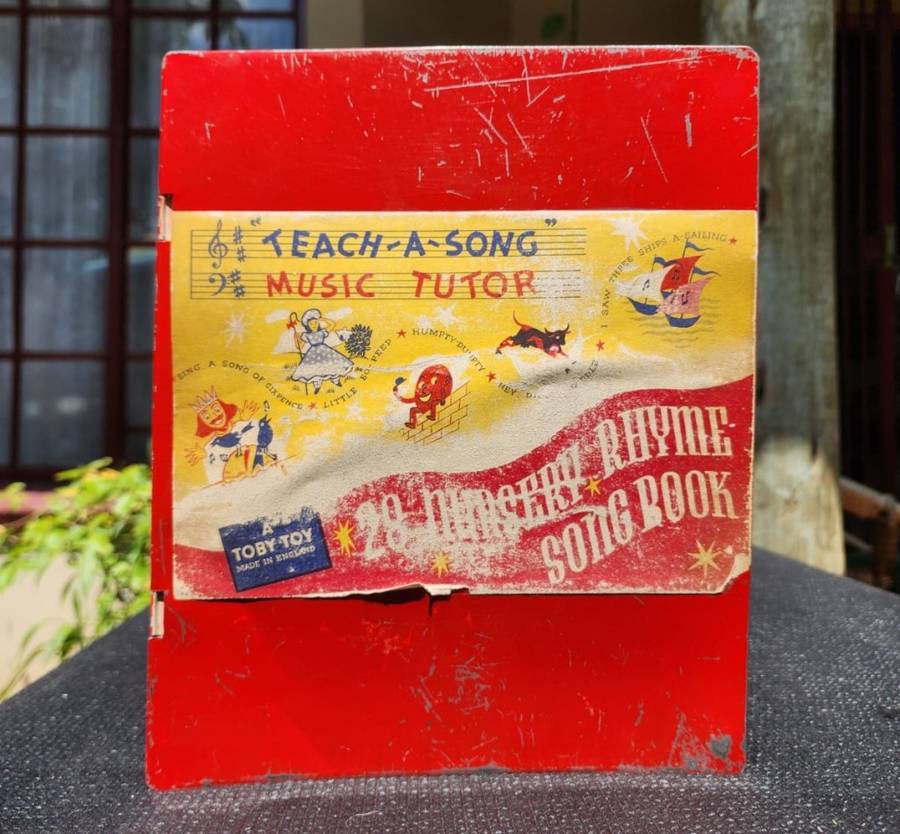 "TEACH-A-SONG"
MUSIC TUTOR
I SAW THREE SHIPS A-SAILING
SING A SONG OF SIXPENCE ★ LITTLE BO-PEEP ★ HUMPTY-DUMPTY ★ HEY,
28 NURSERY RHYME
SONG BOOK
A
TOBY TOY
MADE IN ENGLAND